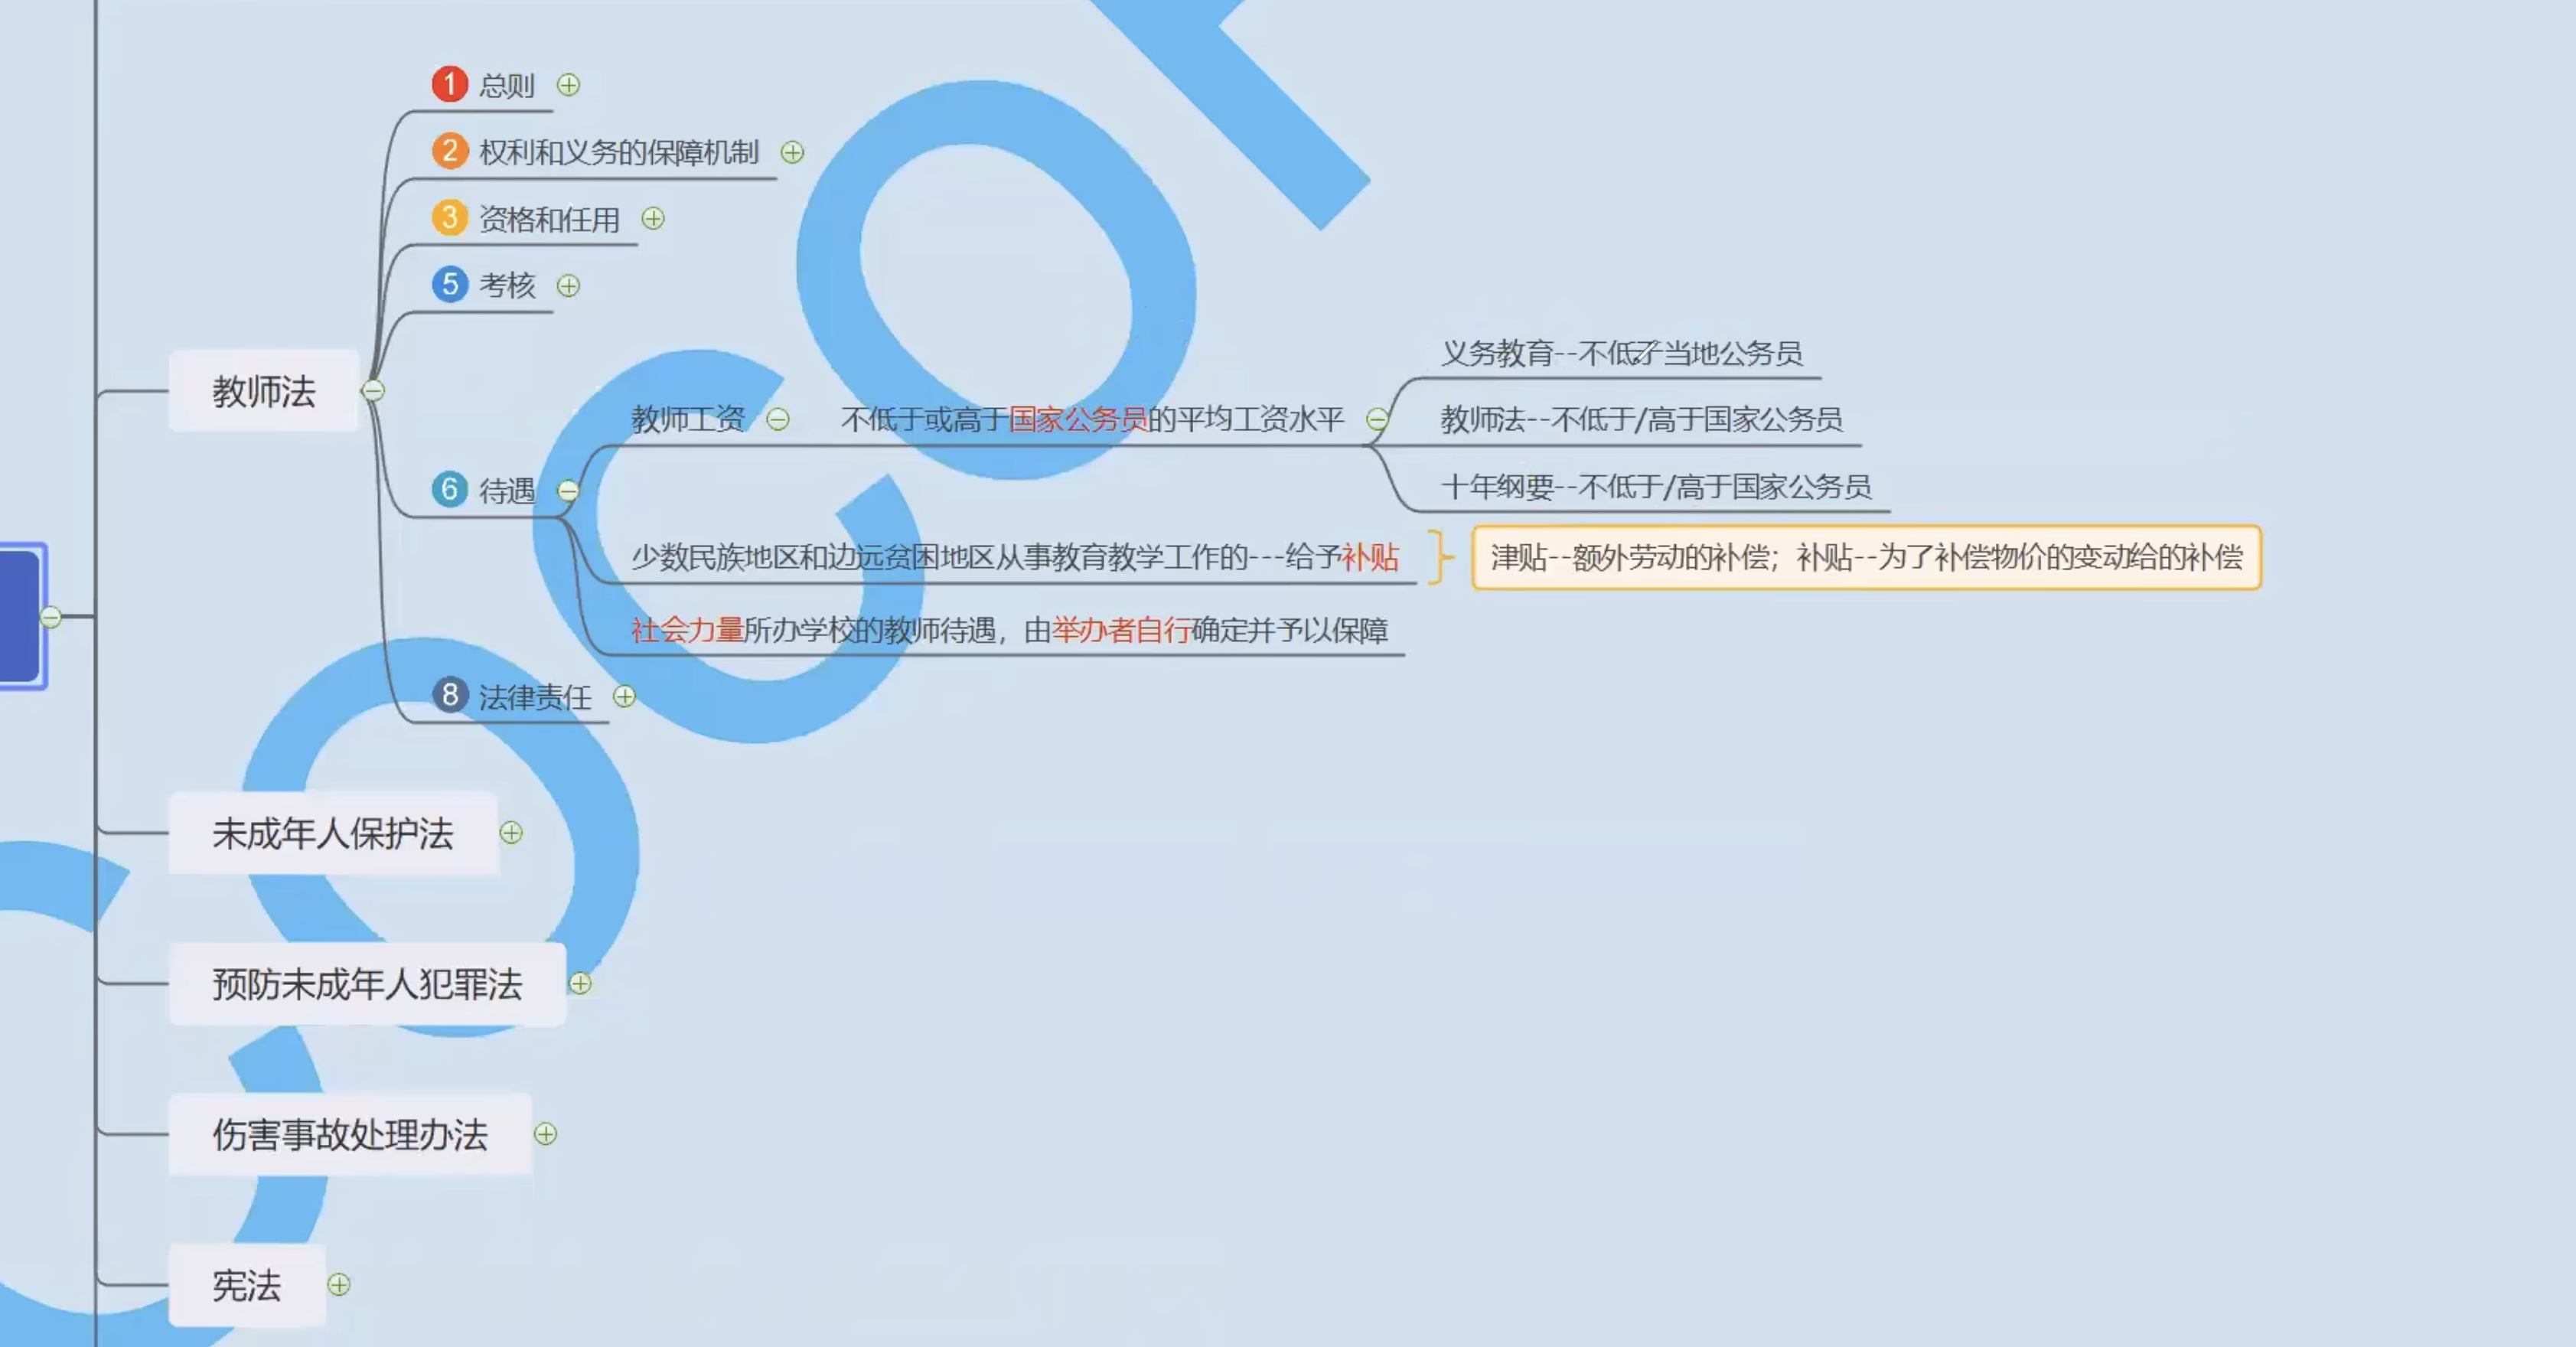 1 总则
2 权利和义务的保障机制
3 资格和任用
5 考核
教师法
6 待遇
教师工资
不低于或高于国家公务员的平均工资水平
义务教育--不低于当地公务员
教师法--不低于/高于国家公务员
十年纲要--不低于/高于国家公务员
少数民族地区和边远贫困地区从事教育教学工作的---给予补贴
津贴--额外劳动的补偿；补贴--为了补偿物价的变动给的补偿
社会力量所办学校的教师待遇，由举办者自行确定并予以保障
8 法律责任
未成年人保护法
预防未成年人犯罪法
伤害事故处理办法
宪法